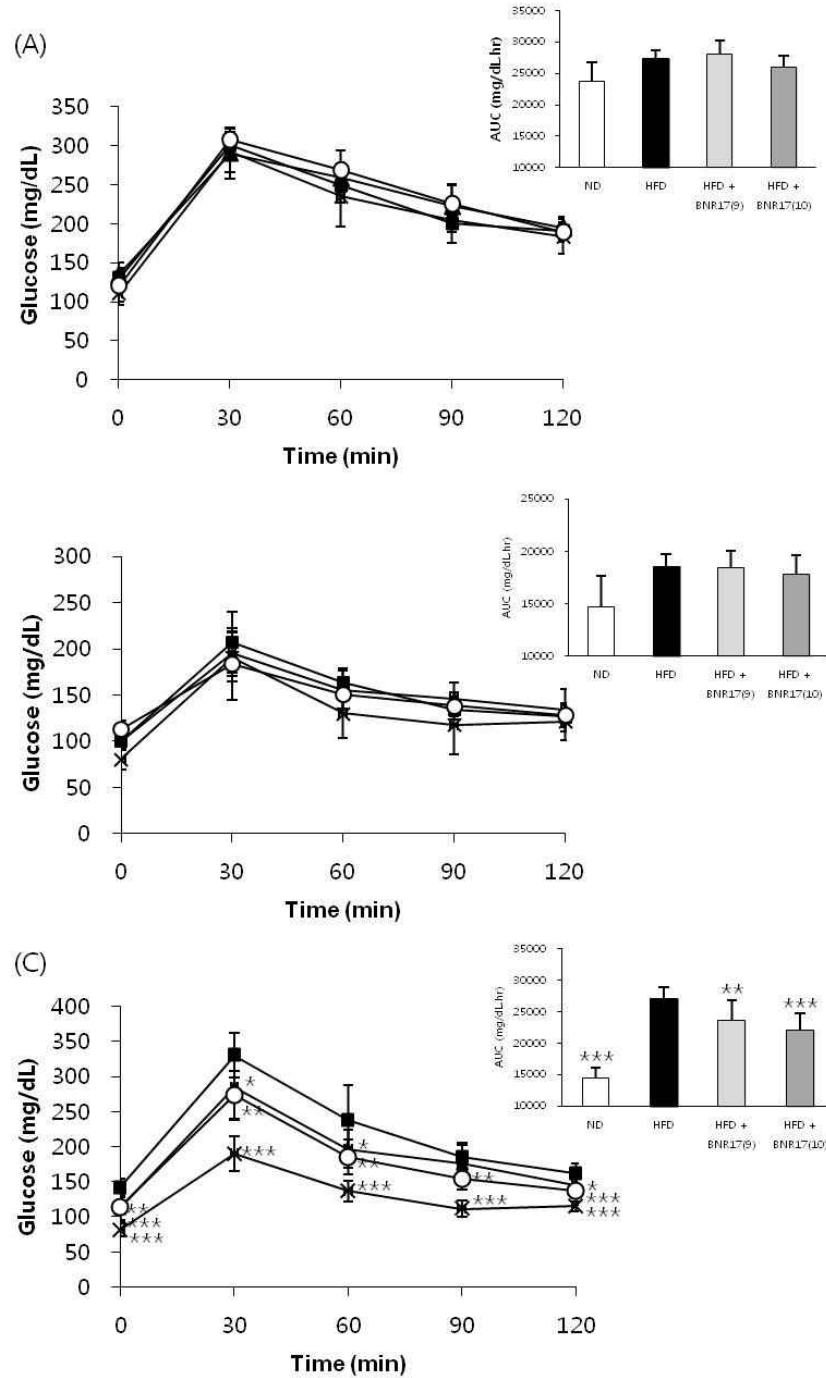 (A)
350
300
250
200
150
100
50
0
Glucose (mg/dL)
0 30 60 90 120
Time (min)
35000
30000
25000
20000
15000
10000
AUC (mg/dL.hr)
ND HFD HFD + HFD +
BNR17(9) BNR17(10)
300
250
200
150
100
50
0
Glucose (mg/dL)
0 30 60 90 120
Time (min)
25000
20000
15000
10000
AUC (mg/dL.hr)
ND HFD HFD + HFD +
BNR17(9) BNR17(10)
(C)
400
350
300
250
200
150
100
50
0
Glucose (mg/dL)
**
***
***
*
**
***
*
**
***
**
***
*
***
***
0 30 60 90 120
Time (min)
35000
30000
25000
20000
15000
10000
AUC (mg/dL.hr)
*** ** ***
ND HFD HFD + HFD +
BNR17(9) BNR17(10)